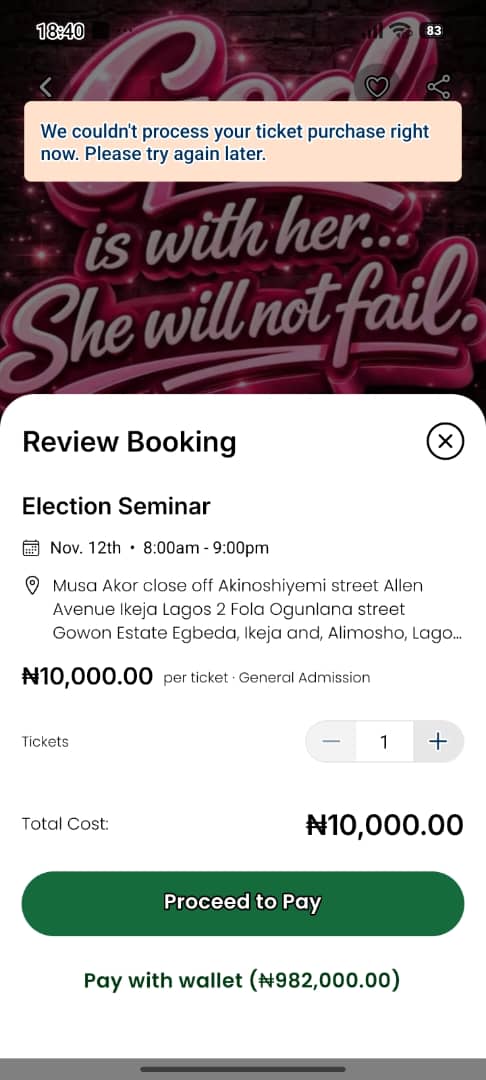 18:40
83
We couldn't process your ticket purchase right
now. Please try again later.
is with her...
She will not fail.
Review Booking
Election Seminar
Nov. 12th • 8:00am - 9:00pm
Musa Akor close off Akinoshiyemi street Allen
Avenue Ikeja Lagos 2 Fola Ogunlana street
Gowon Estate Egbeda, Ikeja and, Alimosho, Lago...
₦10,000.00 per ticket · General Admission
Tickets
1
Total Cost:
₦10,000.00
Proceed to Pay
Pay with wallet (₦982,000.00)